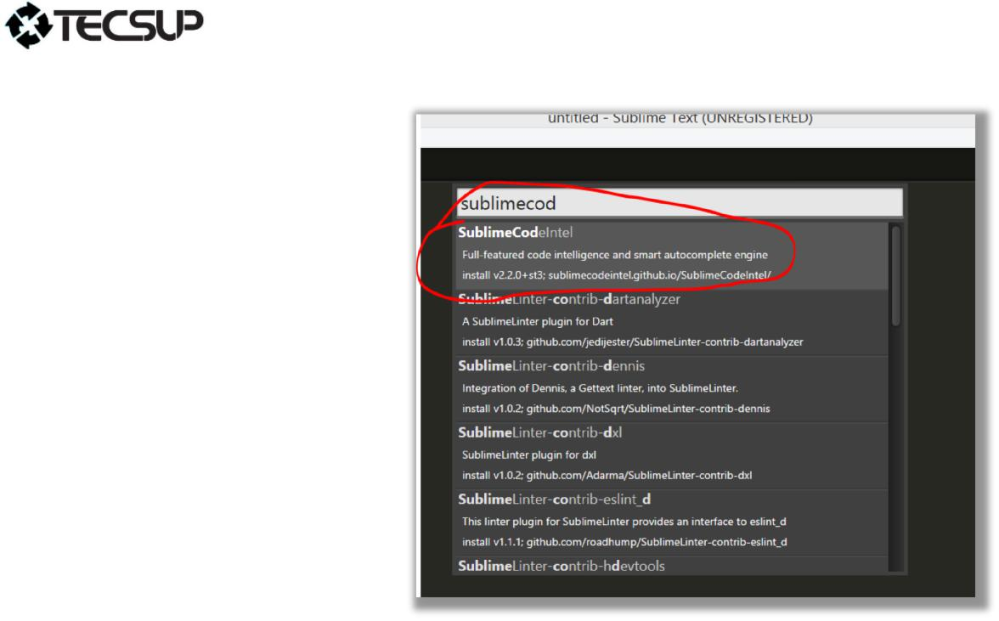 TECSUP
untitled - Sublime Text (UNREGISTERED)
sublimecod
SublimeCodeIntel
Full-featured code intelligence and smart autocomplete engine
install v2.2.0+st3; sublimecodeintel.github.io/SublimeCodeIntel/
SublimeLinter-contrib-dartanalyzer
A SublimeLinter plugin for Dart
install v1.0.3; github.com/jedijester/SublimeLinter-contrib-dartanalyzer
SublimeLinter-contrib-dennis
Integration of Dennis, a Gettext linter, into SublimeLinter.
install v1.0.2; github.com/NotSqrt/SublimeLinter-contrib-dennis
SublimeLinter-contrib-dxl
SublimeLinter plugin for dxl
install v1.0.2; github.com/Adarma/SublimeLinter-contrib-dxl
SublimeLinter-contrib-eslint_d
This linter plugin for SublimeLinter provides an interface to eslint_d
install v1.1.1; github.com/roadhump/SublimeLinter-contrib-eslint_d
SublimeLinter-contrib-hdevtools